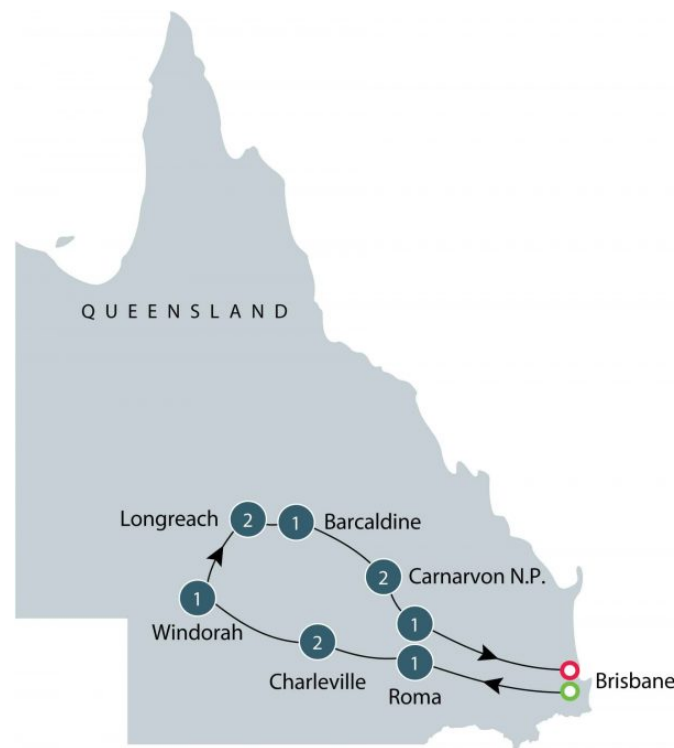 QUEENSLAND
Longreach 2 1 Barcaldine
2 Carnarvon N.P.
1
Windorah
1
2
Charleville
1
Roma
Brisbane